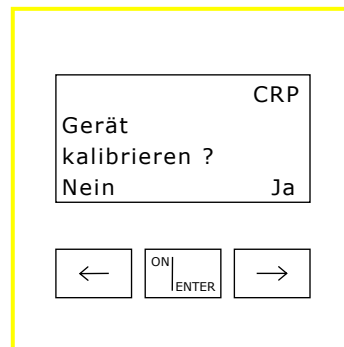 CRP
Gerät
kalibrieren ?
Nein Ja
← ON ENTER →